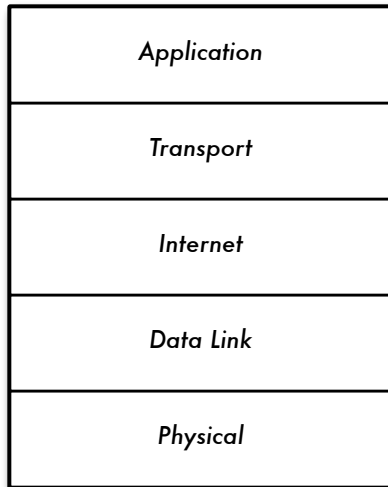 Application
Transport
Internet
Data Link
Physical